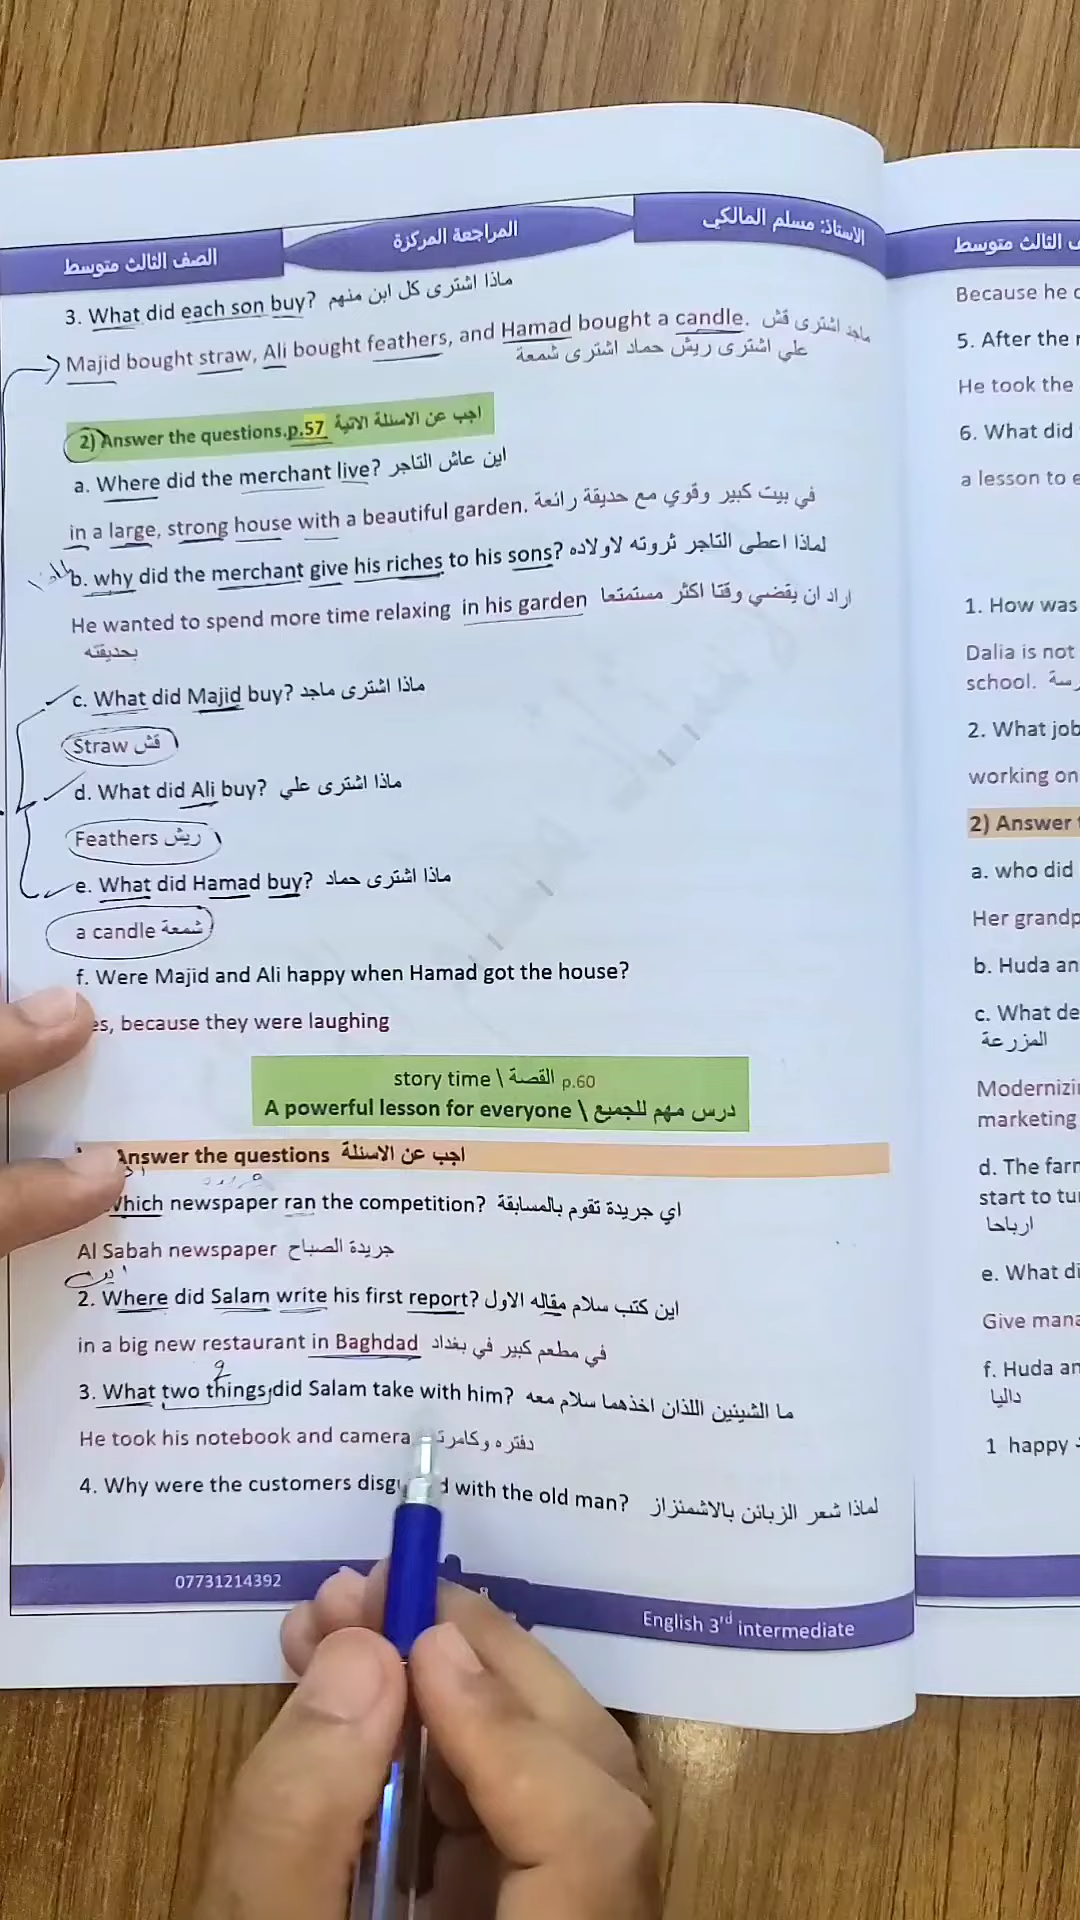 الاستاذ: مسلم المالكي
المراجعة المركزة
الصف الثالث متوسط
3. What did each son buy? ماذا اشترى كل ابن منهم
Majid bought straw, Ali bought feathers, and Hamad bought a candle. ماجد اشترى قش
علي اشترى ريش حماد اشترى شمعة
2) Answer the questions.p.57 اجب عن الاسئلة الاتية
a. Where did the merchant live? اين عاش التاجر
in a large, strong house with a beautiful garden. في بيت كبير وقوي مع حديقة رائعة
b. why did the merchant give his riches to his sons? لماذا اعطى التاجر ثروته لاولاده
He wanted to spend more time relaxing in his garden اراد ان يقضي وقتا اكثر مستمتعا
بحديقته
c. What did Majid buy? ماذا اشترى ماجد
Straw قش
d. What did Ali buy? ماذا اشترى علي
Feathers ريش
e. What did Hamad buy? ماذا اشترى حماد
a candle شمعة
f. Were Majid and Ali happy when Hamad got the house?
es, because they were laughing
story time \ القصة p.60
A powerful lesson for everyone \ درس مهم للجميع
Answer the questions اجب عن الاسئلة
Which newspaper ran the competition? اي جريدة تقوم بالمسابقة
Al Sabah newspaper جريدة الصباح
اين
2. Where did Salam write his first report? اين كتب سلام مقاله الاول
in a big new restaurant in Baghdad في مطعم كبير في بغداد
3. What two things did Salam take with him? ما الشيئين اللذان اخذهما سلام معه
He took his notebook and camera دفتره وكامرته
4. Why were the customers disg d with the old man? لماذا شعر الزبائن بالاشمنزاز
07731214392
8
English 3rd intermediate
الصف الثالث متوسط
Because he
5. After the
He took the
6. What did
a lesson to
1. How was
Dalia is not
school.
2. What job
working on
2) Answer
a. who did
Her grandp
b. Huda an
c. What de
المزرعة
Modernizi
marketing
d. The farm
start to tu
ارباحا
e. What di
Give mana
f. Huda an
داليا
1 happy